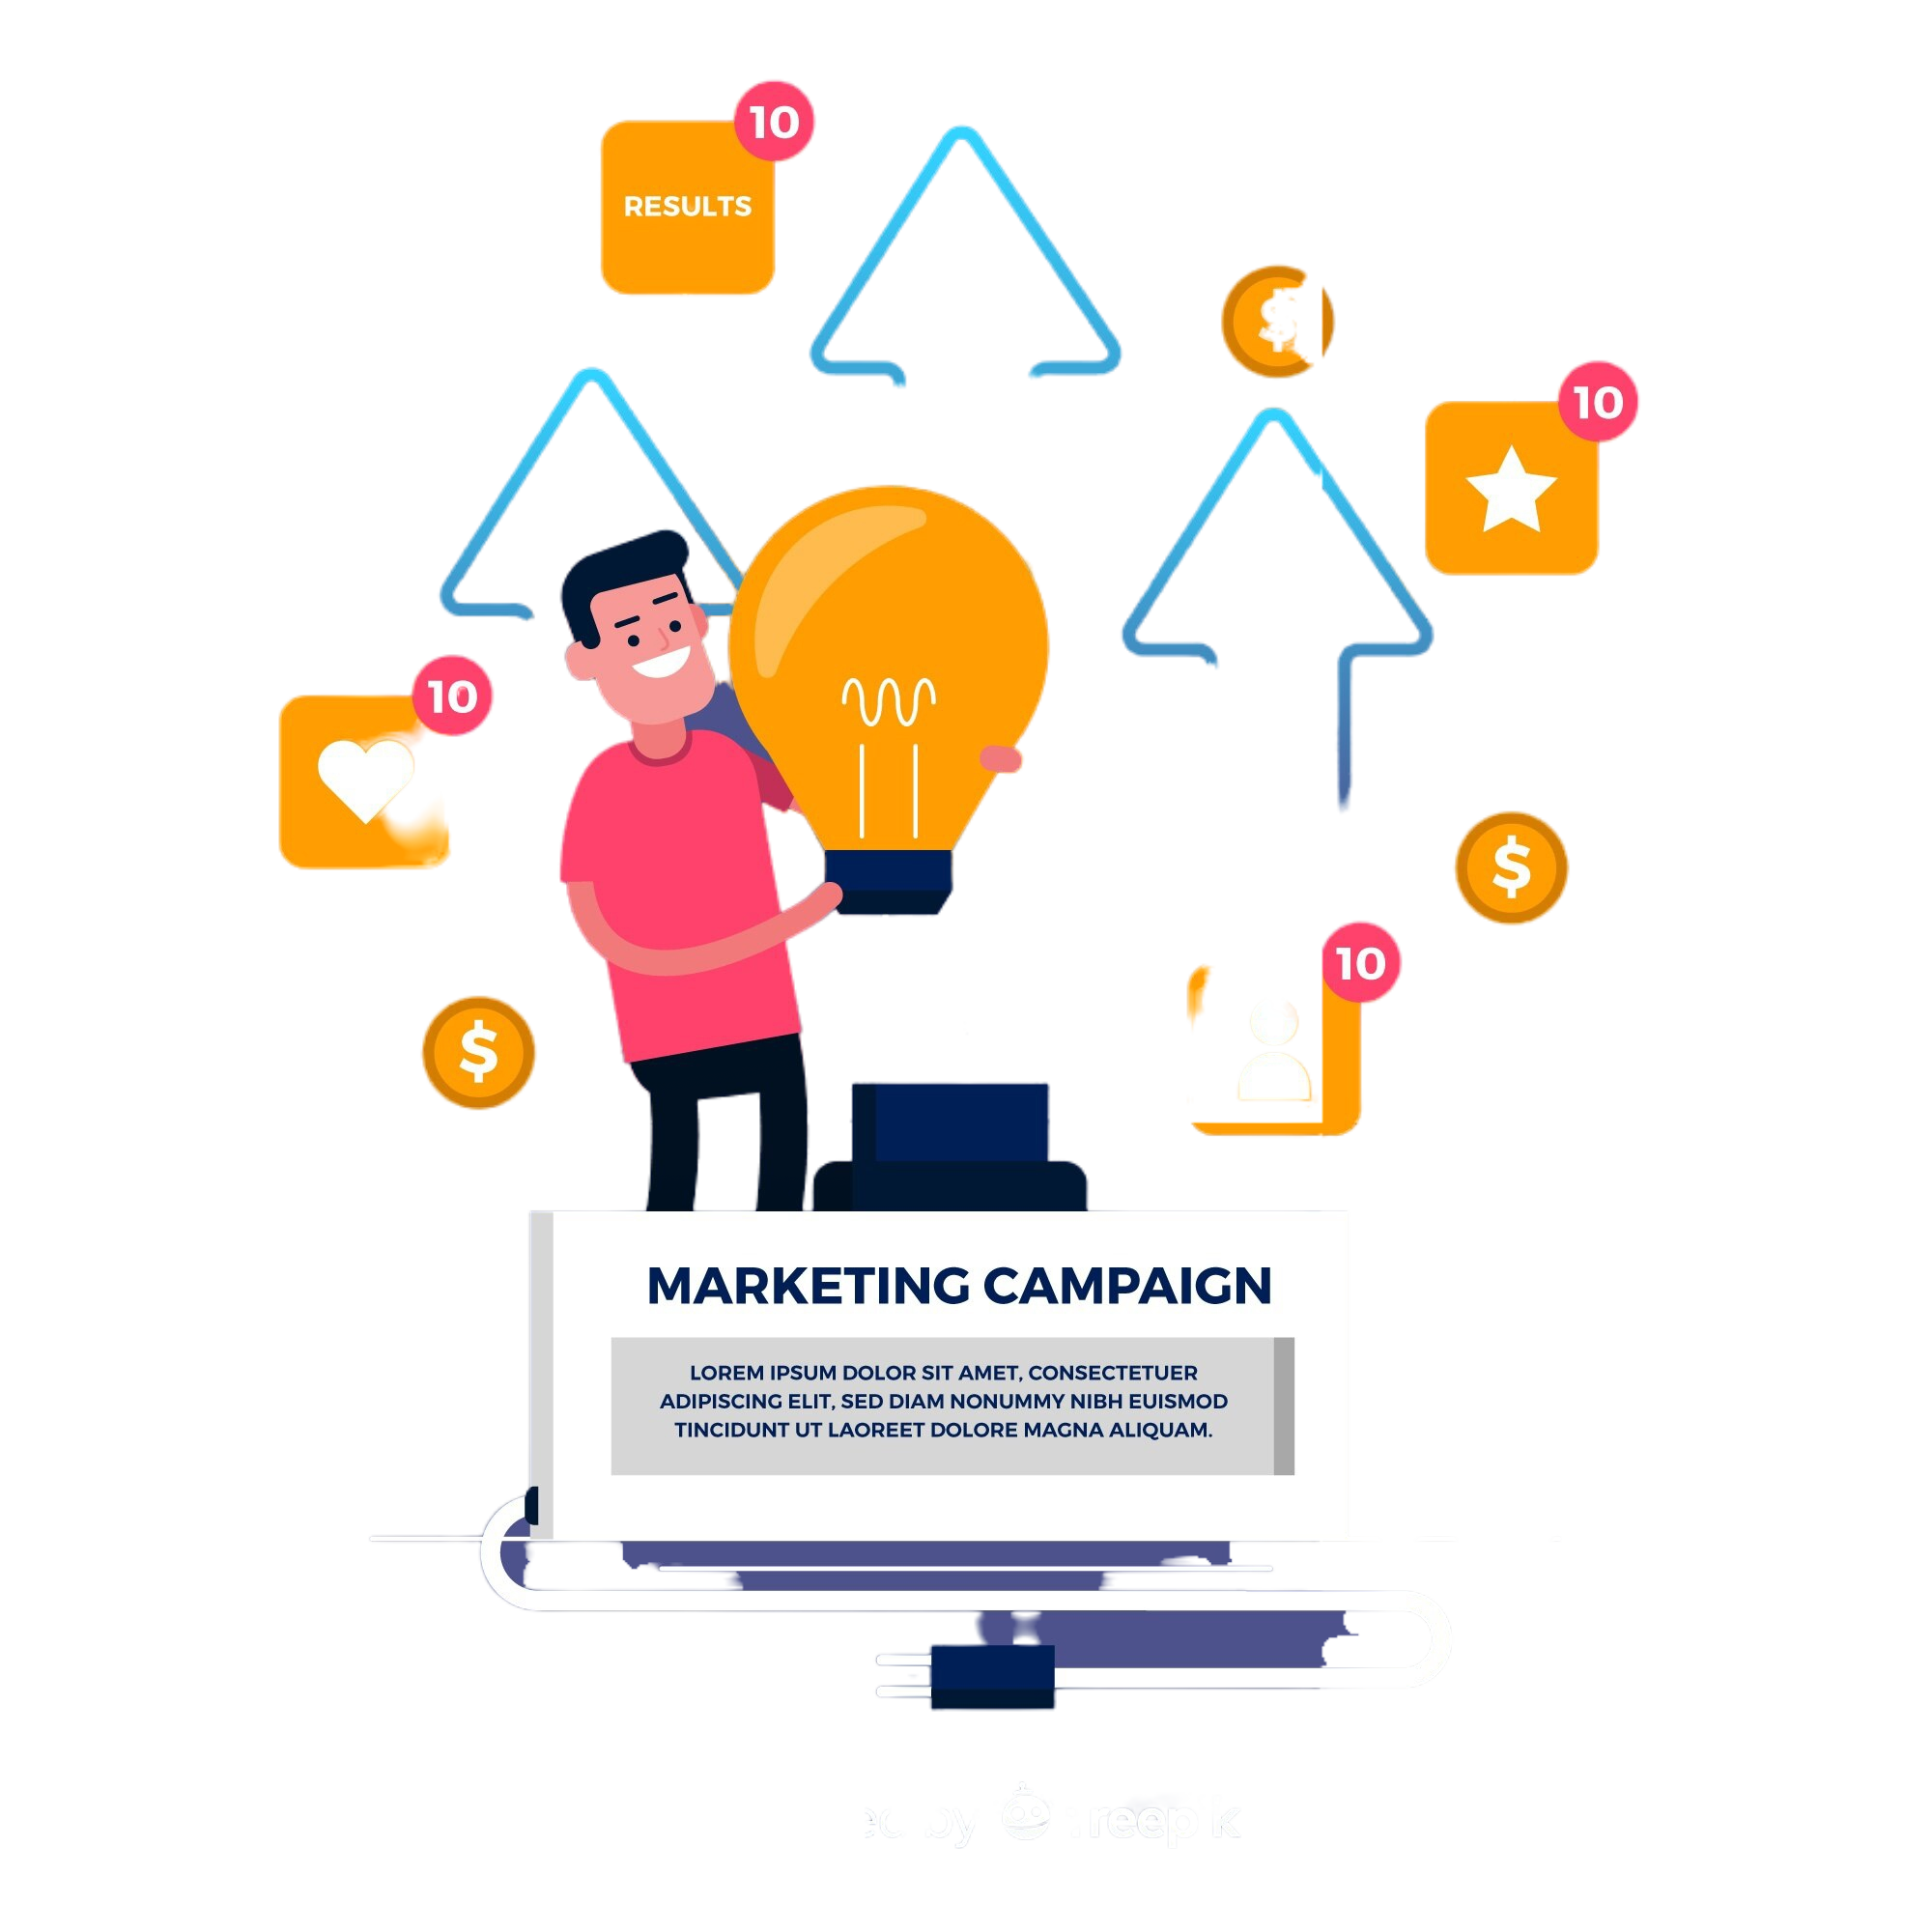 10
RESULTS
$
10
10
$
10
$
MARKETING CAMPAIGN
LOREM IPSUM DOLOR SIT AMET, CONSECTETUER
ADIPISCING ELIT, SED DIAM NONUMMY NIBH EUISMOD
TINCIDUNT UT LAOREET DOLORE MAGNA ALIQUAM.